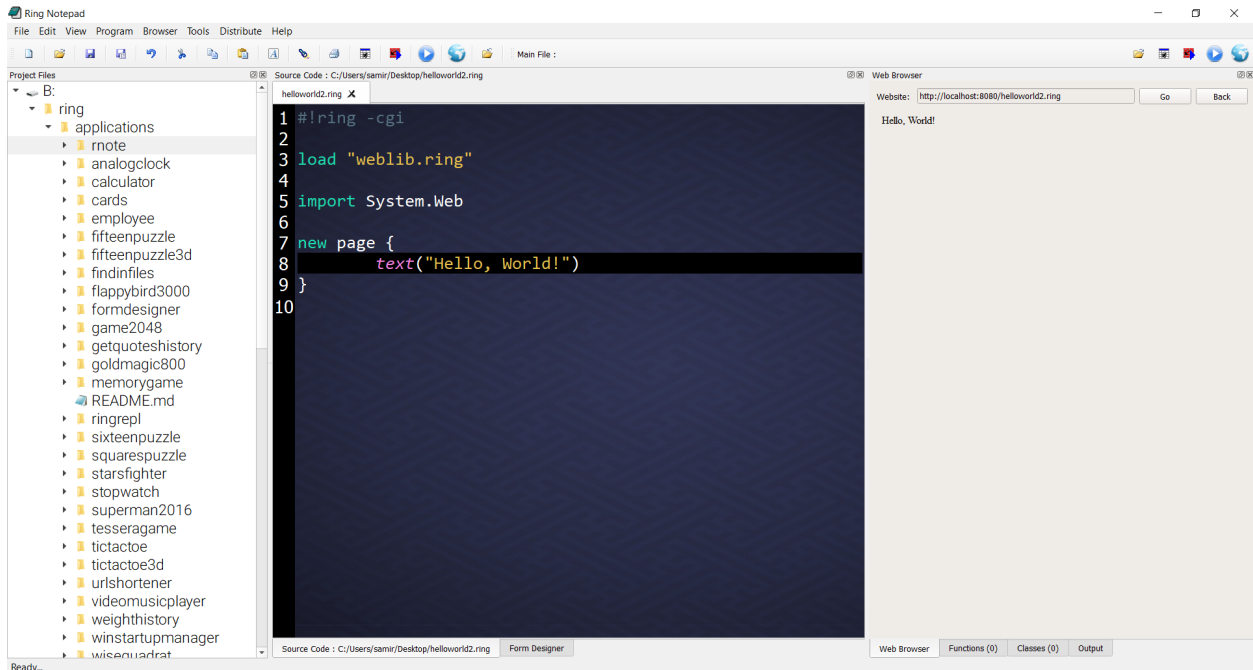 Ring Notepad
File Edit View Program Browser Tools Distribute Help
Main File :
Project Files
B:
ring
applications
rnote
analogclock
calculator
cards
employee
fifteenpuzzle
fifteenpuzzle3d
findinfiles
flappybird3000
formdesigner
game2048
getquoteshistory
goldmagic800
memorygame
README.md
ringrepl
sixteenpuzzle
squarespuzzle
starsfighter
stopwatch
superman2016
tesseragame
tictactoe
tictactoe3d
urlshortener
videomusicplayer
weighthistory
winstartupmanager
wisequadrat
Source Code : C:/Users/samir/Desktop/helloworld2.ring
helloworld2.ring X
1 #!ring -cgi
2
3 load "weblib.ring"
4
5 import System.Web
6
7 new page {
8 text("Hello, World!")
9 }
10
Source Code : C:/Users/samir/Desktop/helloworld2.ring Form Designer
Web Browser
Website: http://localhost:8080/helloworld2.ring Go Back
Hello, World!
Web Browser Functions (0) Classes (0) Output
Ready...